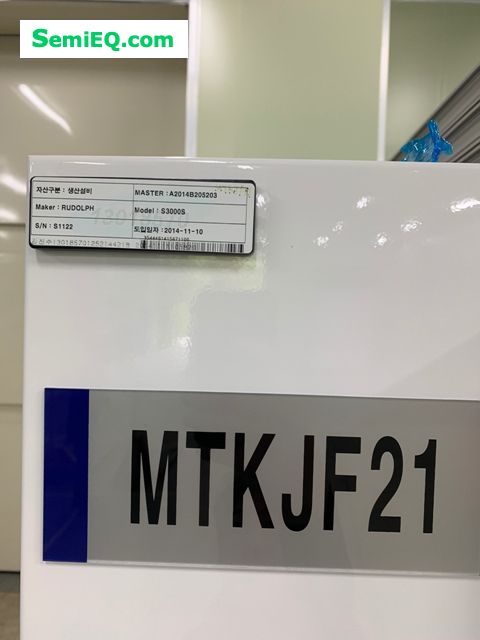 SemiEQ.com
자산구분 : 생산설비 MASTER : A2014B205203
Maker : RUDOLPH Model : S3000S
S/N : S1122 도입일자 : 2014-11-10
MTKJF21